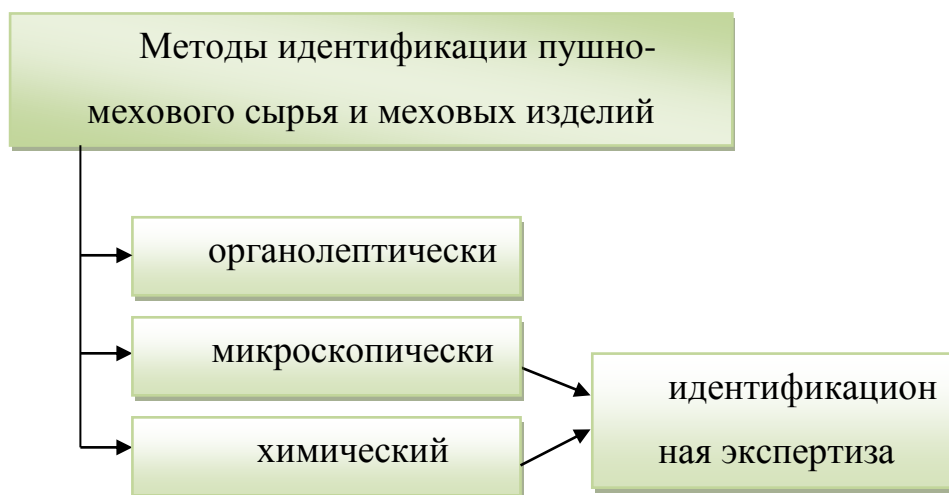 Методы идентификации пушно-
мехового сырья и меховых изделий
органолептически
микроскопически
химический
идентификацион
ная экспертиза